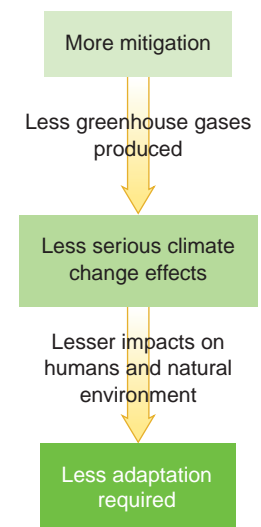 More mitigation
Less greenhouse gases
produced
Less serious climate
change effects
Lesser impacts on
humans and natural
environment
Less adaptation
required